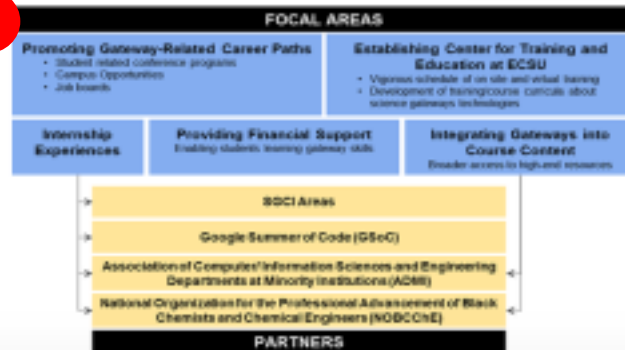 FOCAL AREAS
Promoting Gateway-Related Career Paths
• Student related conference programs
• Campus Opportunities
• Job boards
Establishing Center for Training and
Education at ECSU
• Vigorous schedule of on site and virtual training
• Development of training/course curricula about
science gateways technologies
Internship
Experiences
Providing Financial Support
Enabling students learning gateway skills
Integrating Gateways into
Course Content
Broader access to high-end resources
SGCI Areas
Google Summer of Code (GSoC)
Association of Computer/Information Sciences and Engineering
Departments at Minority Institutions (ADMI)
National Organization for the Professional Advancement of Black
Chemists and Chemical Engineers (NOBCChE)
PARTNERS